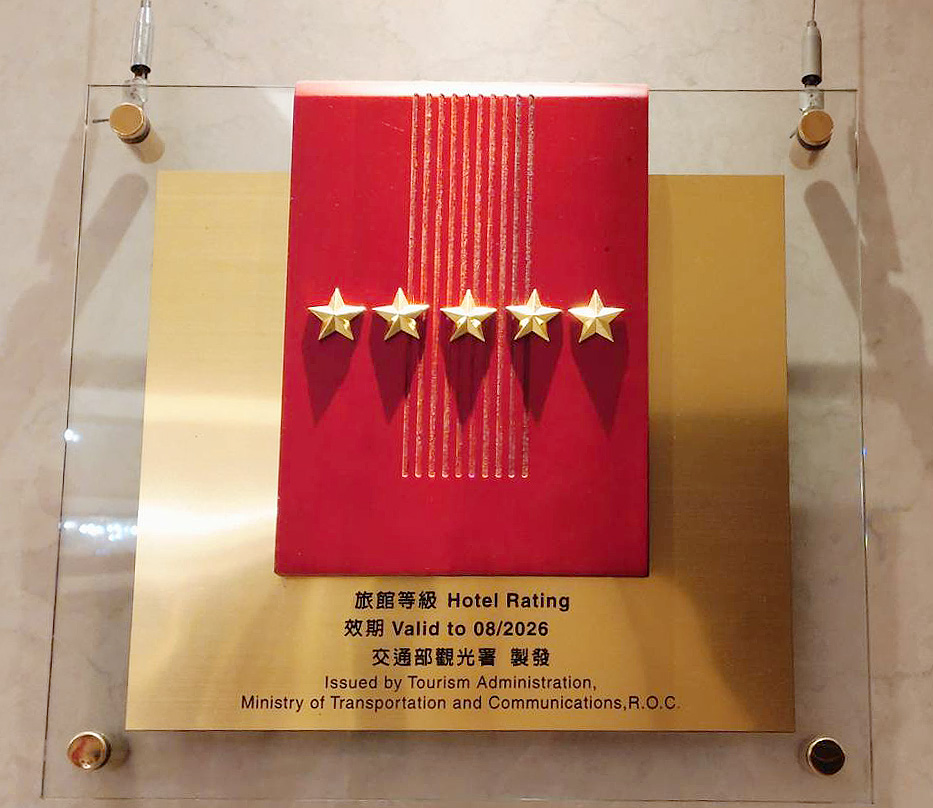 旅館等級 Hotel Rating
效期 Valid to 08/2026
交通部觀光署 製發
Issued by Tourism Administration,
Ministry of Transportation and Communications,R.O.C.